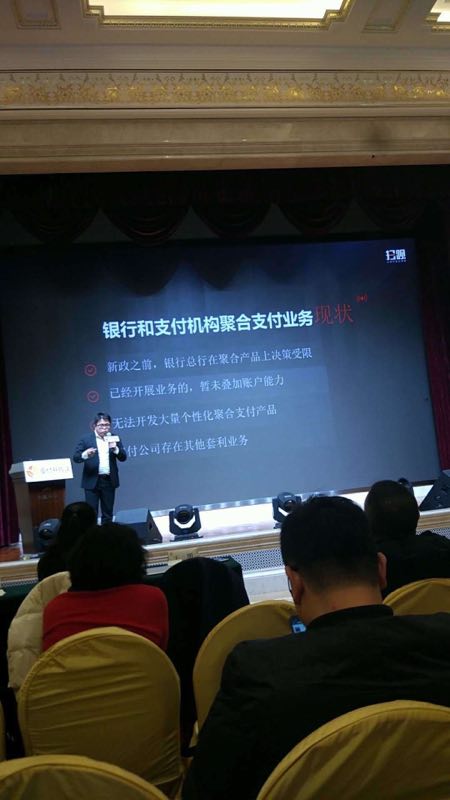 银行和支付机构聚合支付业务现状
新政之前，银行总行在聚合产品上决策受限
已经开展业务的，暂未叠加账户能力
无法开发大量个性化聚合支付产品
付公司存在其他套利业务